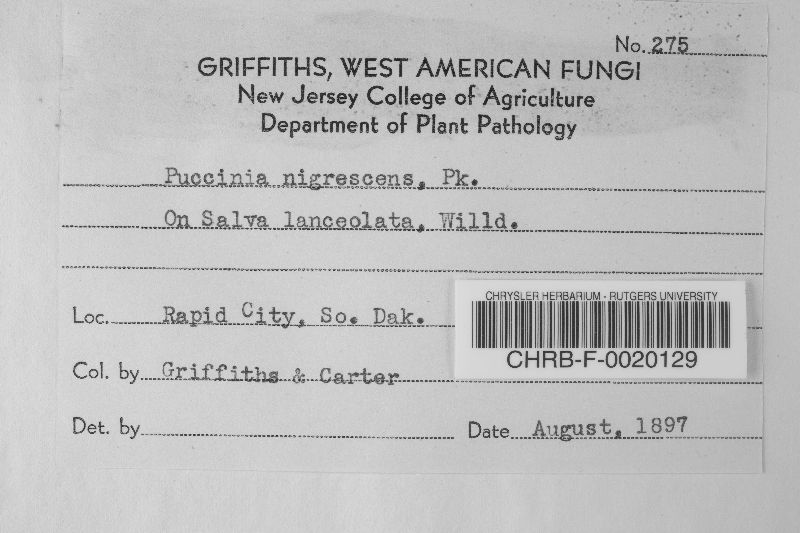 No. 275
GRIFFITHS, WEST AMERICAN FUNGI
New Jersey College of Agriculture
Department of Plant Pathology
Puccinia nigrescens, Pk.
On Salva lanceolata, Willd.
Loc. Rapid City, So. Dak.
CHRYSLER HERBARIUM - RUTGERS UNIVERSITY
CHRB-F-0020129
Col. by Griffiths & Carter
Det. by
Date August, 1897